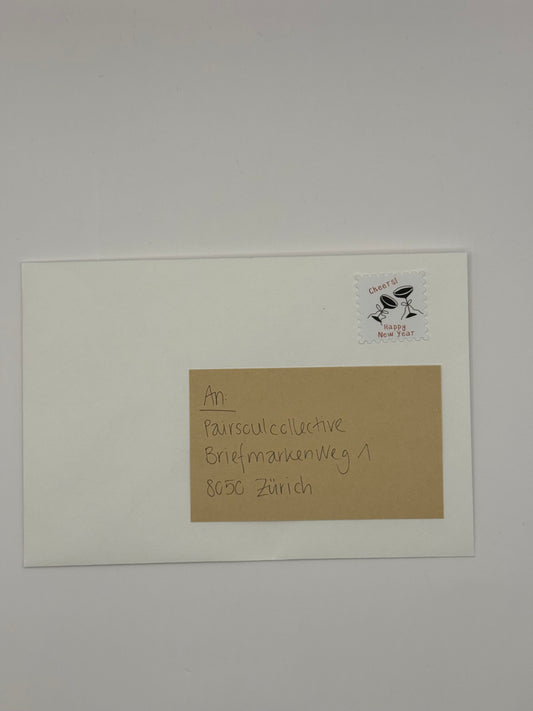 Cheers!
Happy
New Year
An:
Pairsoulcollective
Briefmarkenweg 1
8050 Zürich